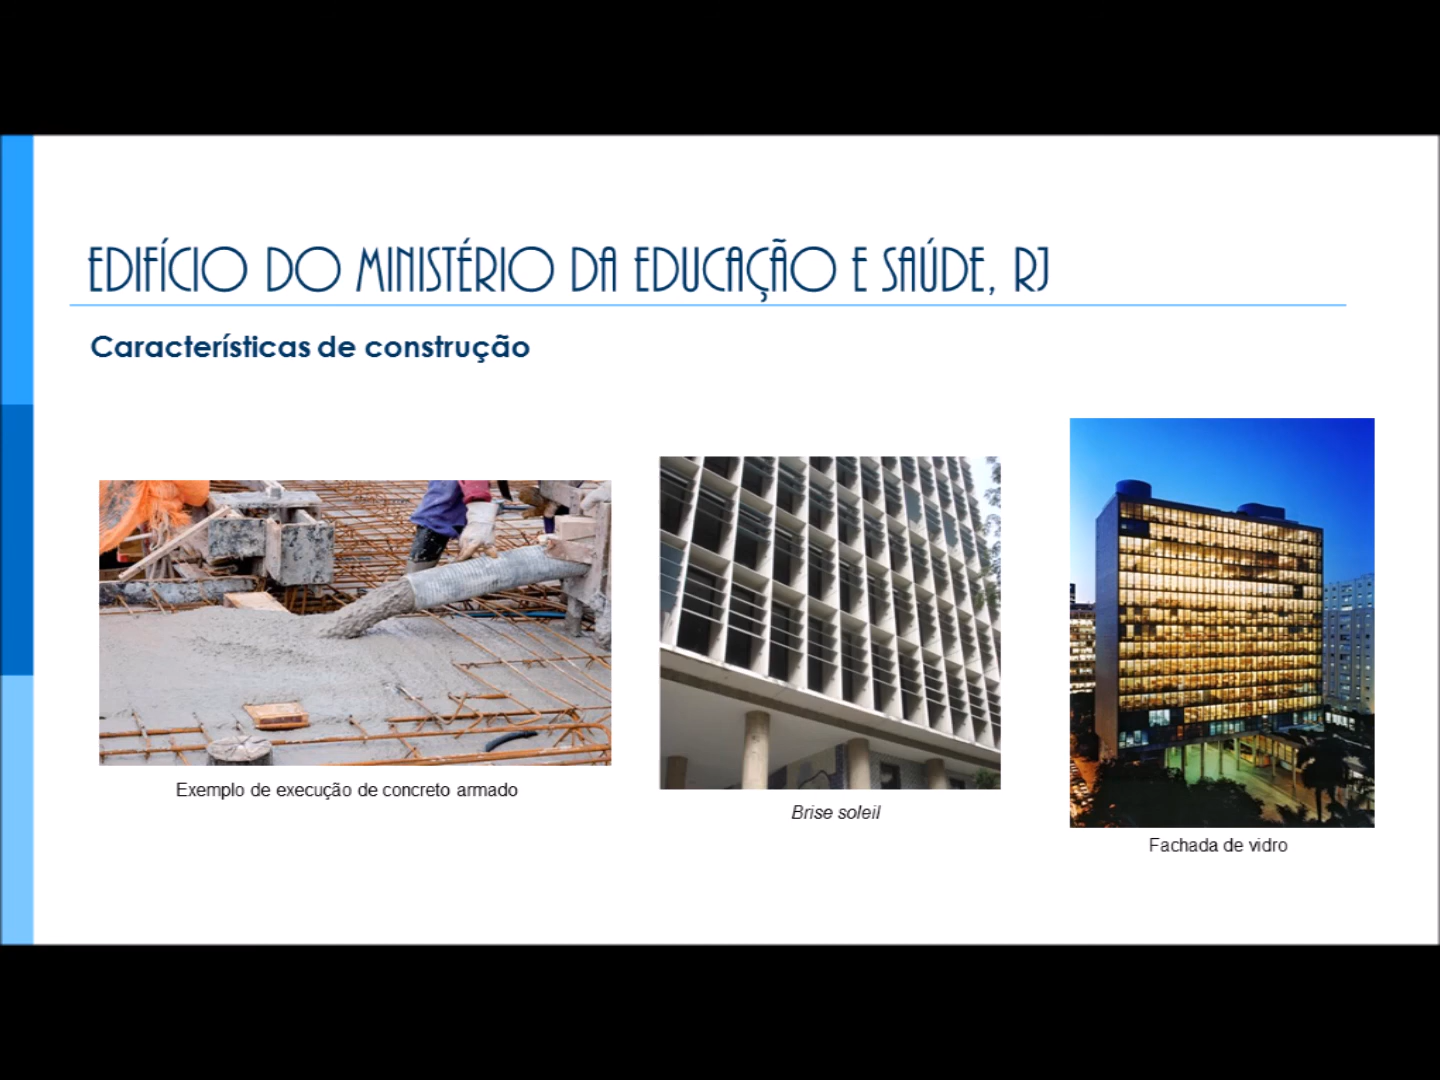 EDIFÍCIO DO MINISTÉRIO DA EDUCAÇÃO E SAÚDE, RJ
Características de construção
Exemplo de execução de concreto armado
Brise soleil
Fachada de vidro